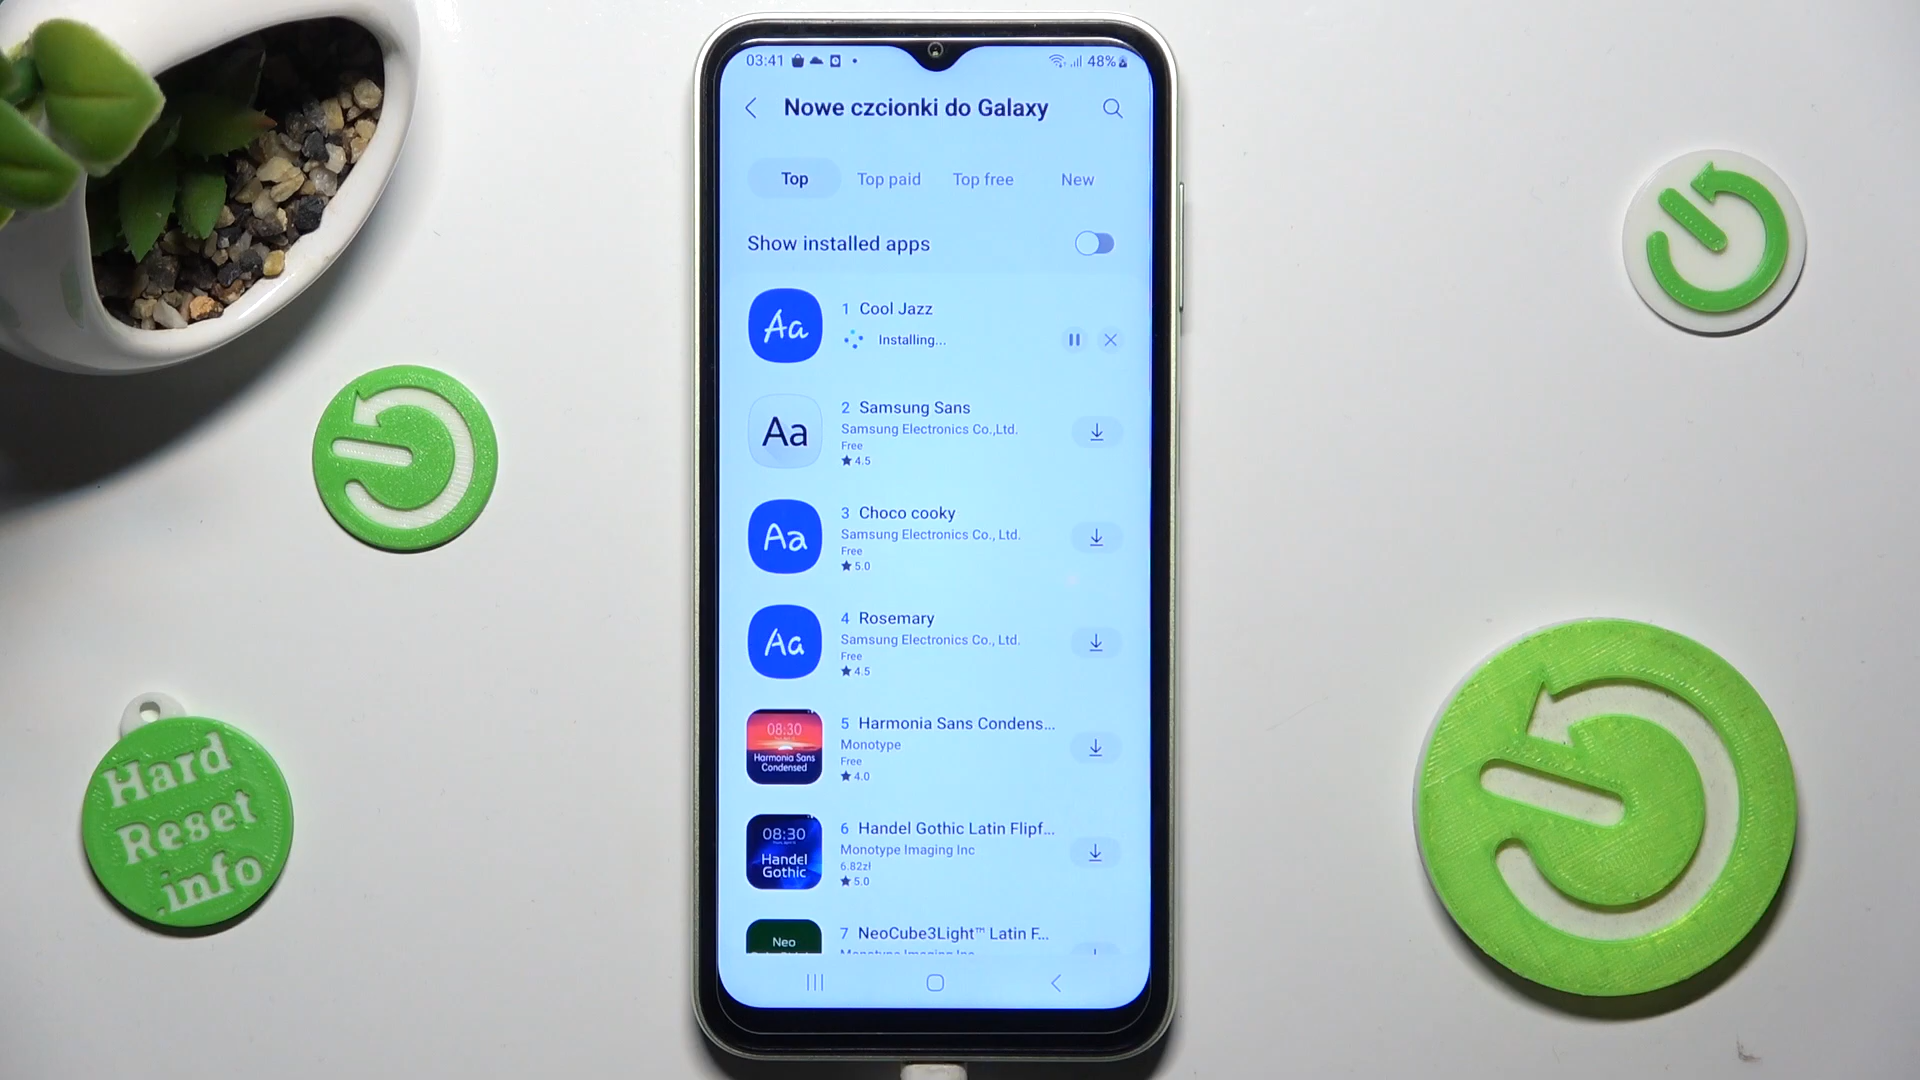 03:41
48%
Nowe czcionki do Galaxy
Top
Top paid
Top free
New
Show installed apps
Aa
1 Cool Jazz
Installing...
Aa
2 Samsung Sans
Samsung Electronics Co.,Ltd.
Free
★ 4.5
Aa
3 Choco cooky
Samsung Electronics Co., Ltd.
Free
★ 5.0
Aa
4 Rosemary
Samsung Electronics Co., Ltd.
Free
★ 4.5
08:30
Harmonia Sans
Condensed
5 Harmonia Sans Condens...
Monotype
Free
★ 4.0
08:30
Handel
Gothic
6 Handel Gothic Latin Flipf...
Monotype Imaging Inc
6.82zł
★ 5.0
Neo
7 NeoCube3Light™ Latin F...
Monotype Imaging Inc
Hard
Reset
.info